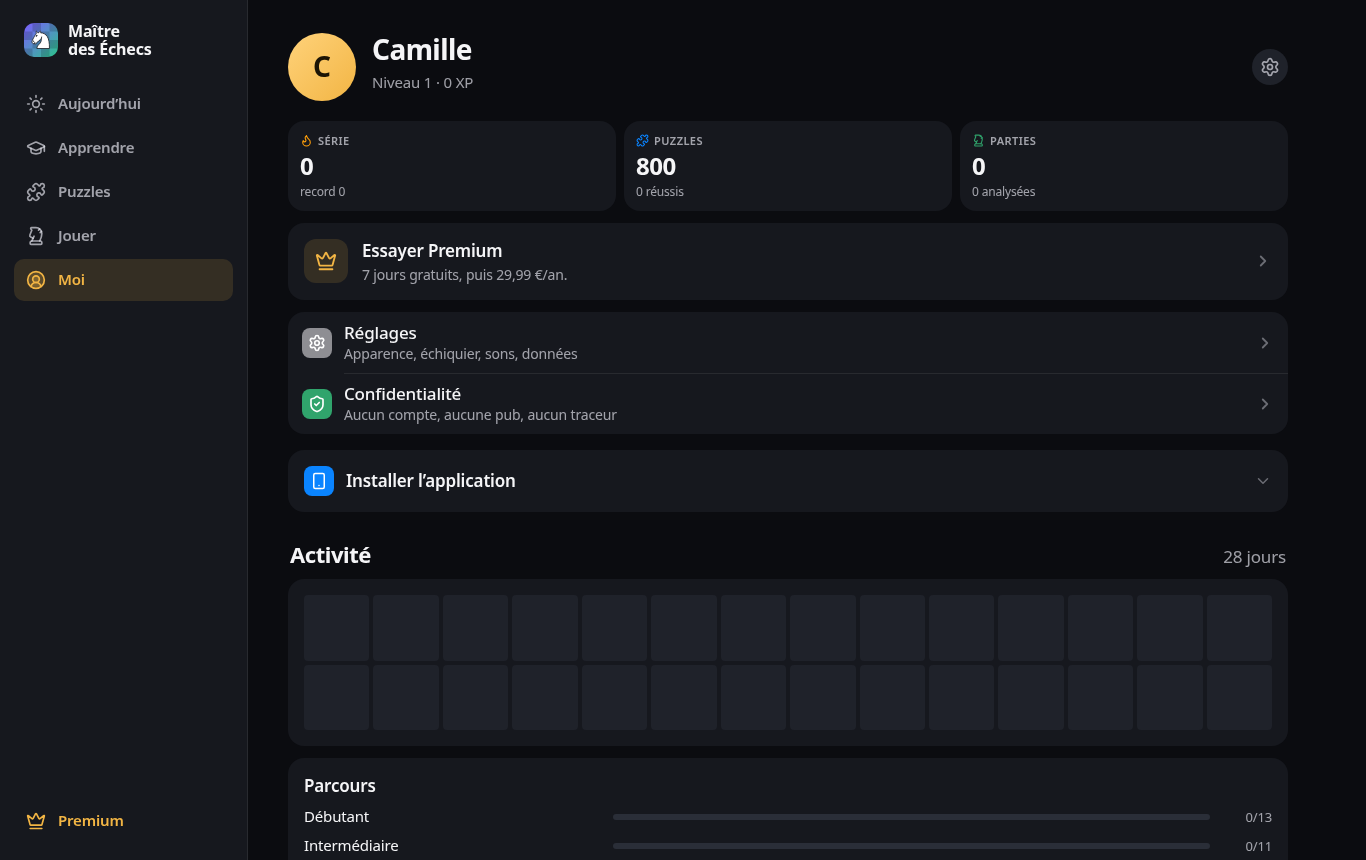 Maître
des Échecs
Aujourd’hui
Apprendre
Puzzles
Jouer
Moi
Premium
C
Camille
Niveau 1 · 0 XP
SÉRIE
0
record 0
PUZZLES
800
0 réussis
PARTIES
0
0 analysées
Essayer Premium
7 jours gratuits, puis 29,99 €/an.
Réglages
Apparence, échiquier, sons, données
Confidentialité
Aucun compte, aucune pub, aucun traceur
Installer l’application
Activité
28 jours
Parcours
Débutant
0/13
Intermédiaire
0/11